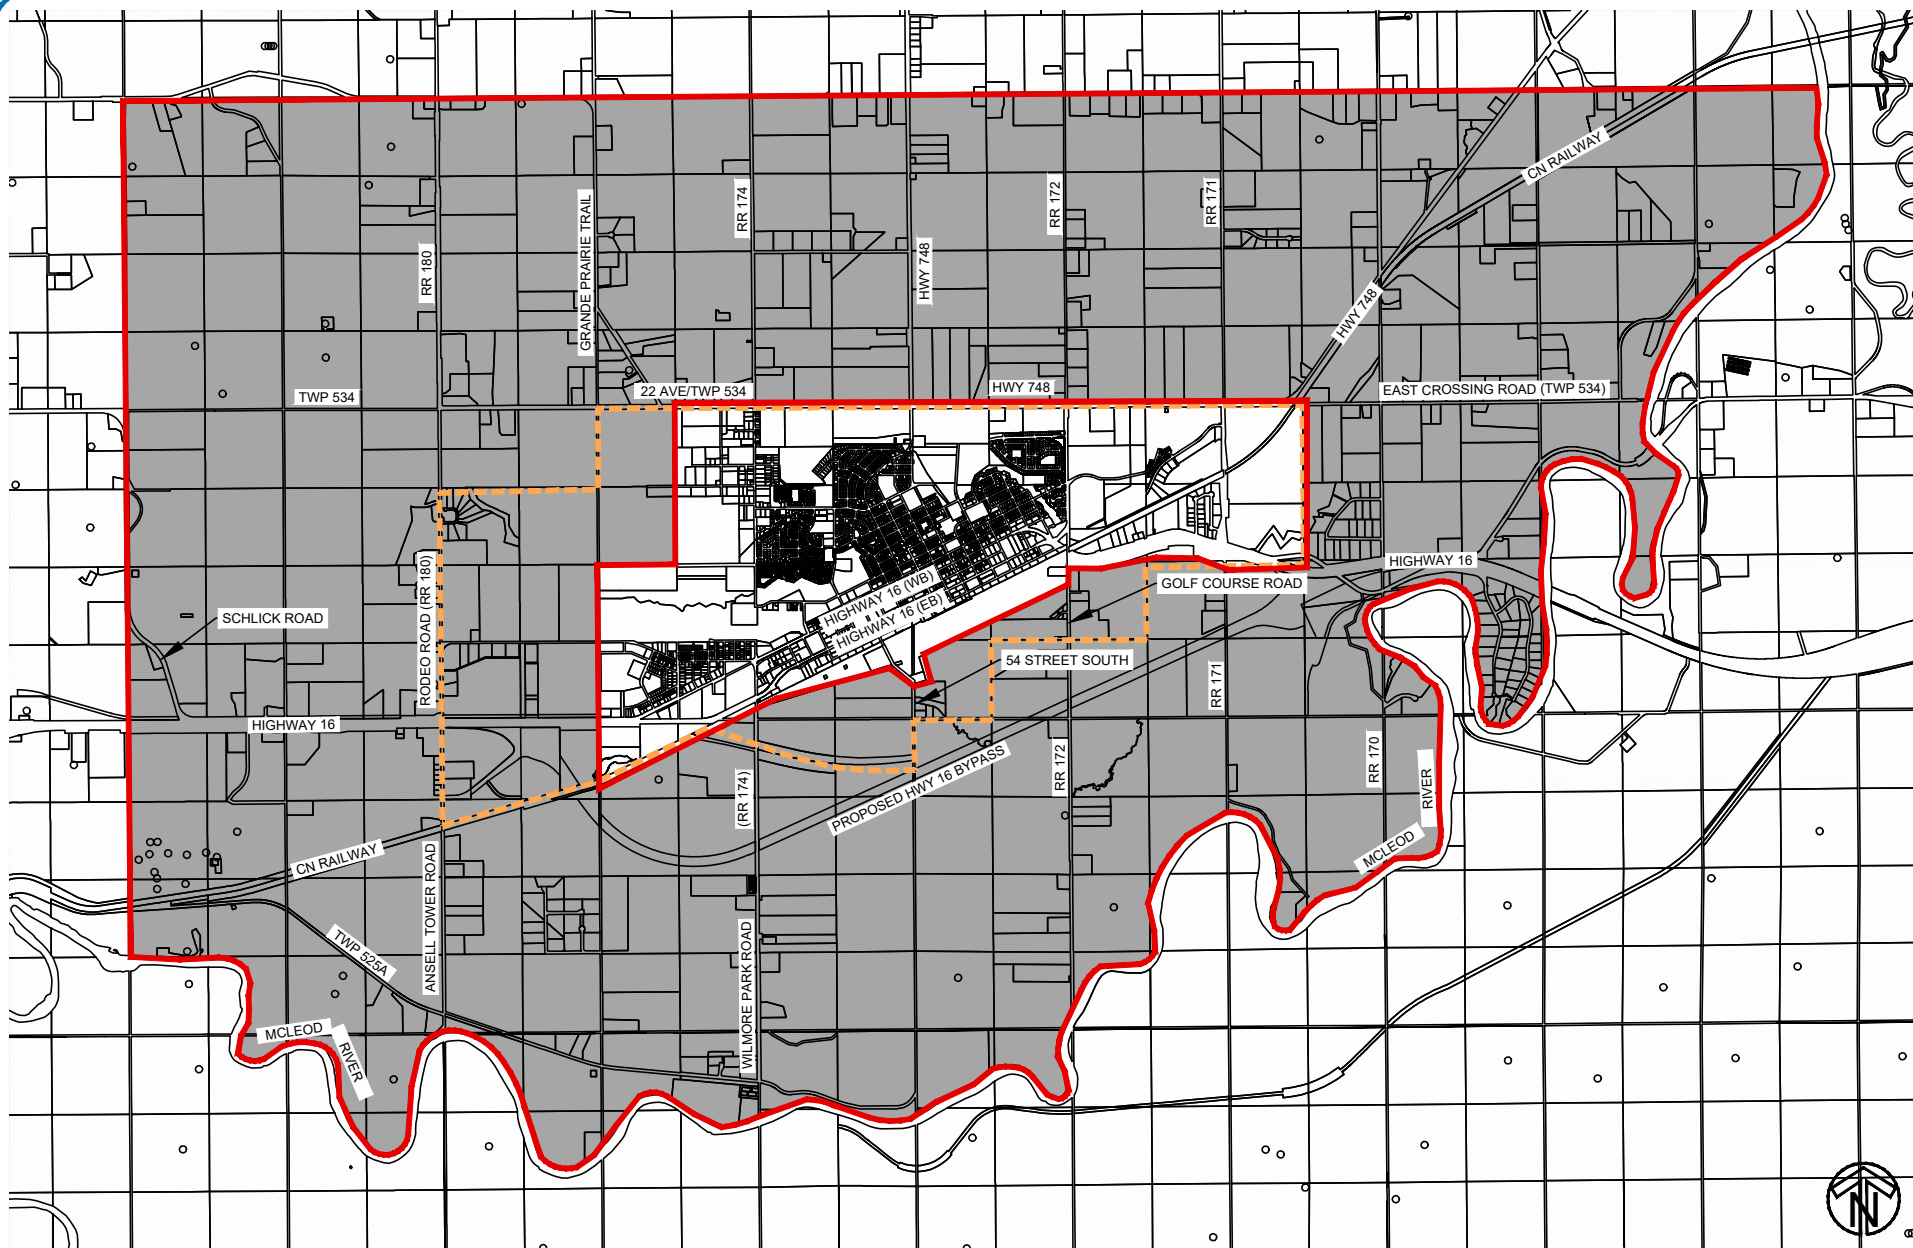 CN RAILWAY
RR 174
RR 172
RR 171
GRANDE PRAIRIE TRAIL
RR 180
HWY 748
HWY 748
22 AVE/TWP 534
HWY 748
EAST CROSSING ROAD (TWP 534)
TWP 534
HIGHWAY 16
HIGHWAY 16 (WB)
HIGHWAY 16 (EB)
GOLF COURSE ROAD
SCHLICK ROAD
RODEO ROAD (RR 180)
54 STREET SOUTH
RR 171
HIGHWAY 16
PROPOSED HWY 16 BYPASS
RR 172
RR 170
(RR 174)
MCLEOD
RIVER
CN RAILWAY
ANSELL TOWER ROAD
TWP 525A
WILMORE PARK ROAD
MCLEOD
RIVER
N